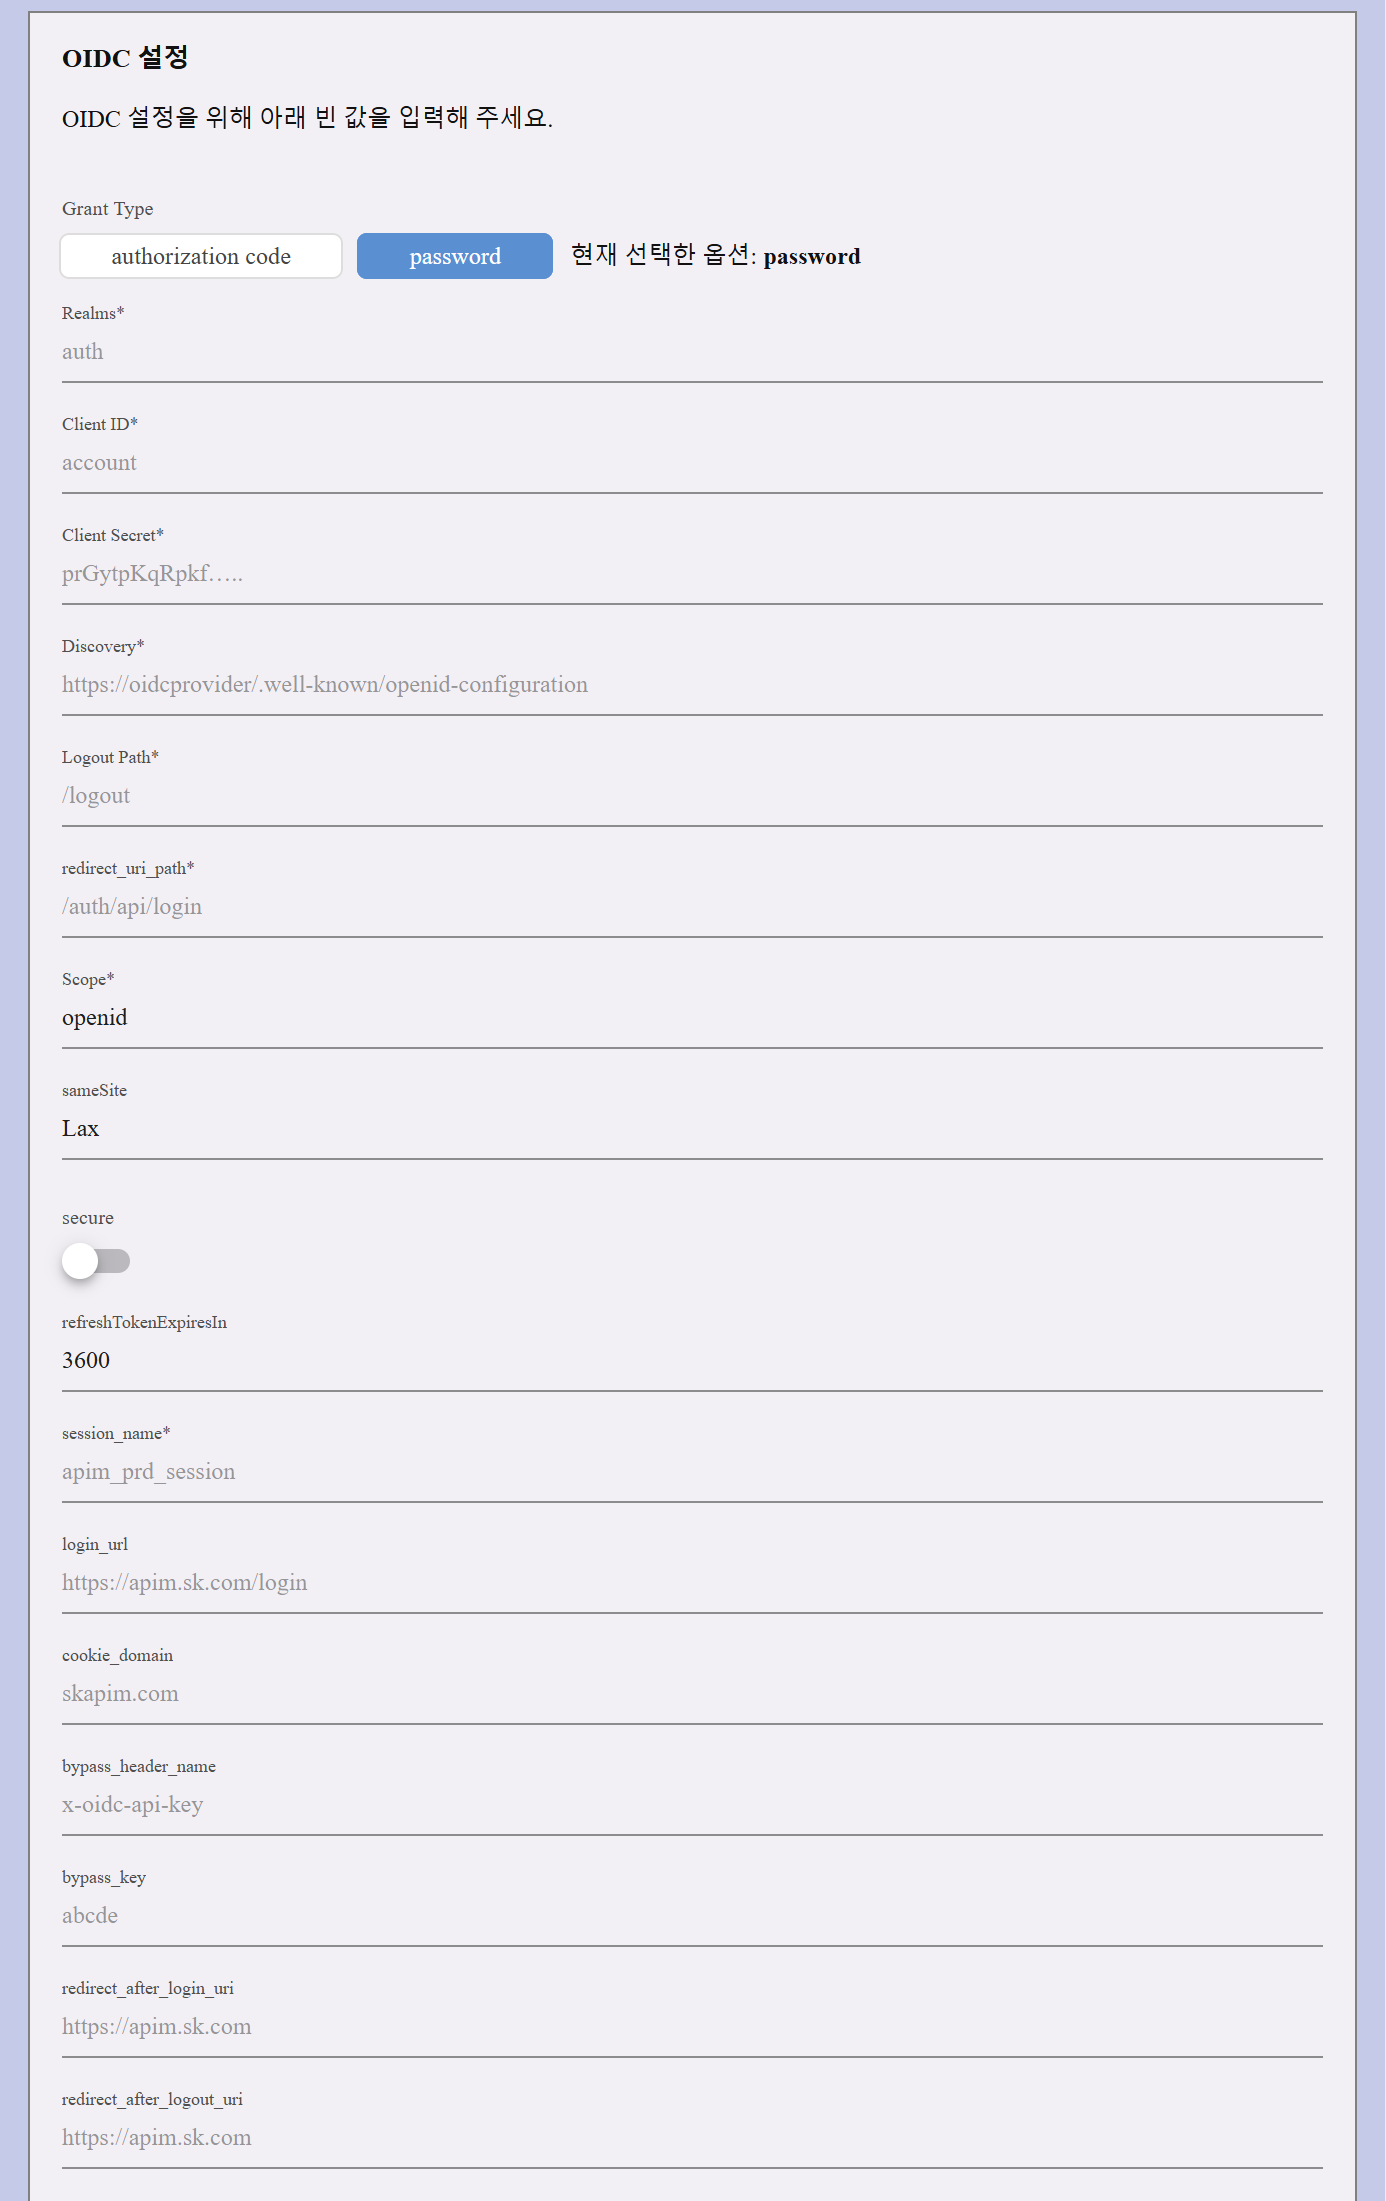 OIDC 설정
OIDC 설정을 위해 아래 빈 값을 입력해 주세요.
Grant Type
authorization code password 현재 선택한 옵션: password
Realms*
auth
Client ID*
account
Client Secret*
prGytpKqRpkf…..
Discovery*
https://oidcprovider/.well-known/openid-configuration
Logout Path*
/logout
redirect_uri_path*
/auth/api/login
Scope*
openid
sameSite
Lax
secure
refreshTokenExpiresIn
3600
session_name*
apim_prd_session
login_url
https://apim.sk.com/login
cookie_domain
skapim.com
bypass_header_name
x-oidc-api-key
bypass_key
abcde
redirect_after_login_uri
https://apim.sk.com
redirect_after_logout_uri
https://apim.sk.com